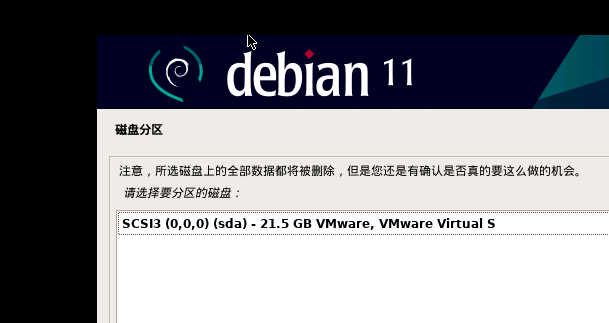 debian 11
磁盘分区
注意，所选磁盘上的全部数据都将被删除，但是您还是有确认是否真的要这么做的机会。
请选择要分区的磁盘：
SCSI3 (0,0,0) (sda) - 21.5 GB VMware, VMware Virtual S